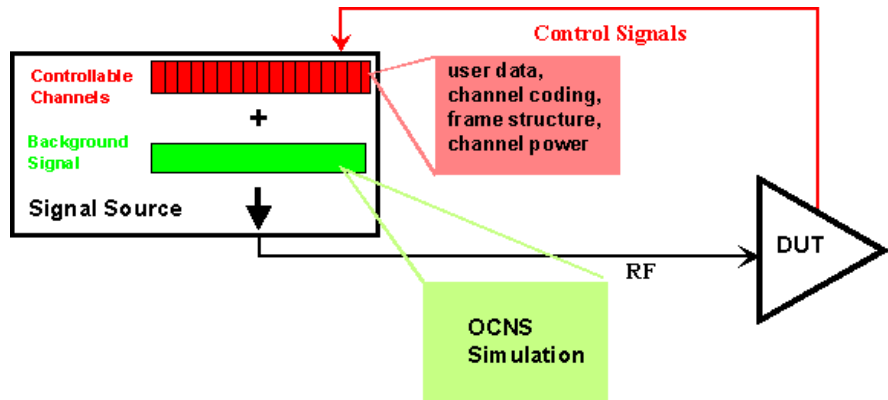 Control Signals
Controllable
Channels
user data,
channel coding,
frame structure,
channel power
+
Background
Signal
Signal Source
DUT
RF
OCNS
Simulation